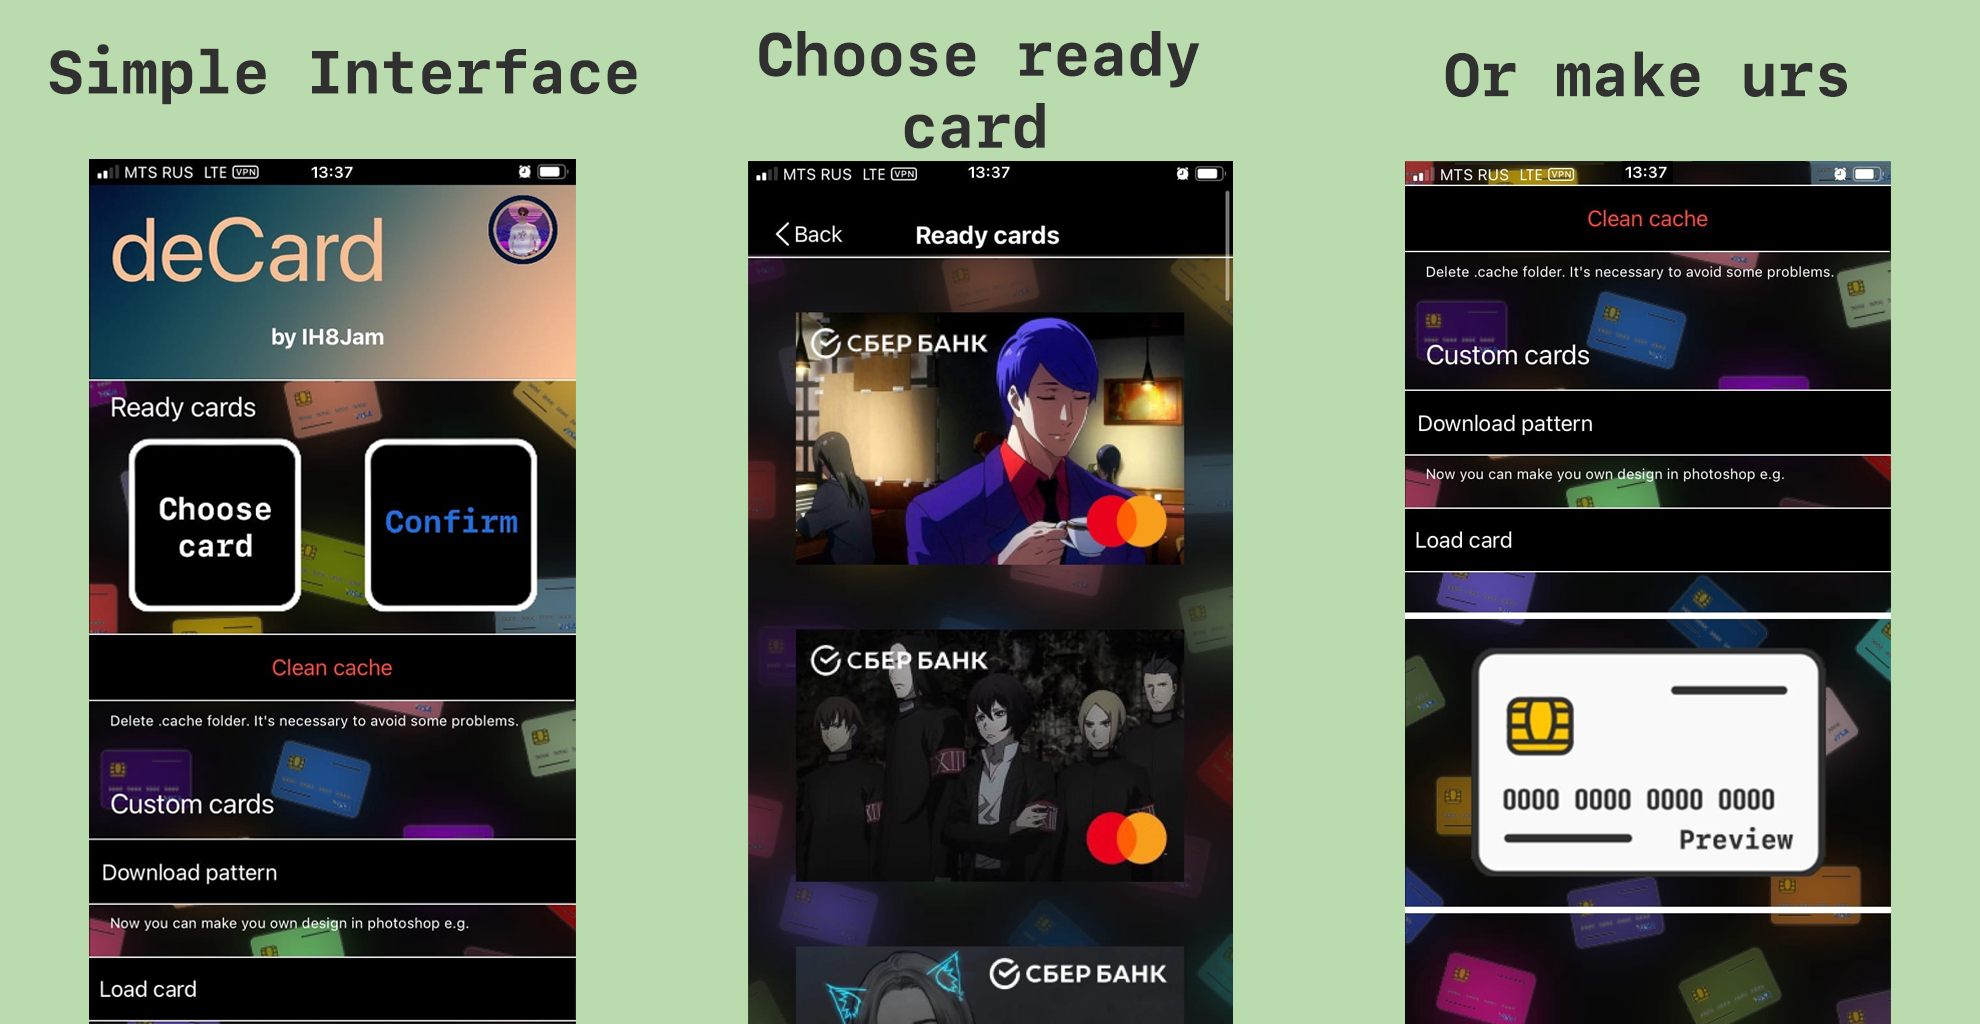 Simple Interface
MTS RUS LTE VPN 13:37
deCard
by IH8Jam
Ready cards
Choose
card
Confirm
Clean cache
Delete .cache folder. It's necessary to avoid some problems.
Custom cards
Download pattern
Now you can make you own design in photoshop e.g.
Load card
Choose ready
card
MTS RUS LTE VPN 13:37
Back
Ready cards
СБЕР БАНК
XIII
СБЕР БАНК
Or make urs
MTS RUS LTE VPN 13:37
Clean cache
Delete .cache folder. It's necessary to avoid some problems.
Custom cards
Download pattern
Now you can make you own design in photoshop e.g.
Load card
0000 0000 0000 0000
Preview
СБЕР БАНК